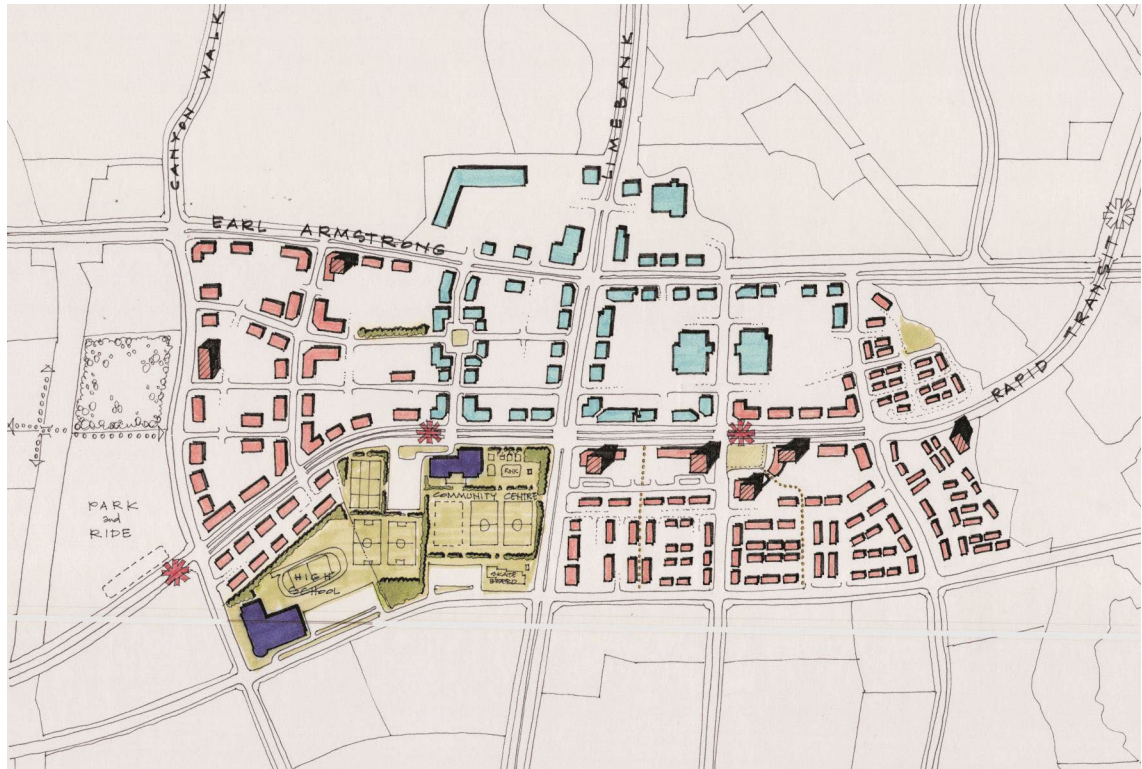 CANYON WALK
LIMEBANK
EARL ARMSTRONG
RAPID TRANSIT
PARK
and
RIDE
RINK
COMMUNITY CENTRE
HIGH
SCHOOL
SKATE
BOARD